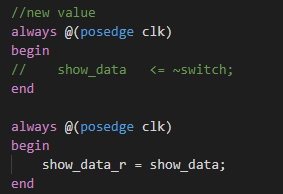 //new value
always @(posedge clk)
begin
//    show_data   <= ~switch;
end

always @(posedge clk)
begin
    show_data_r = show_data;
end